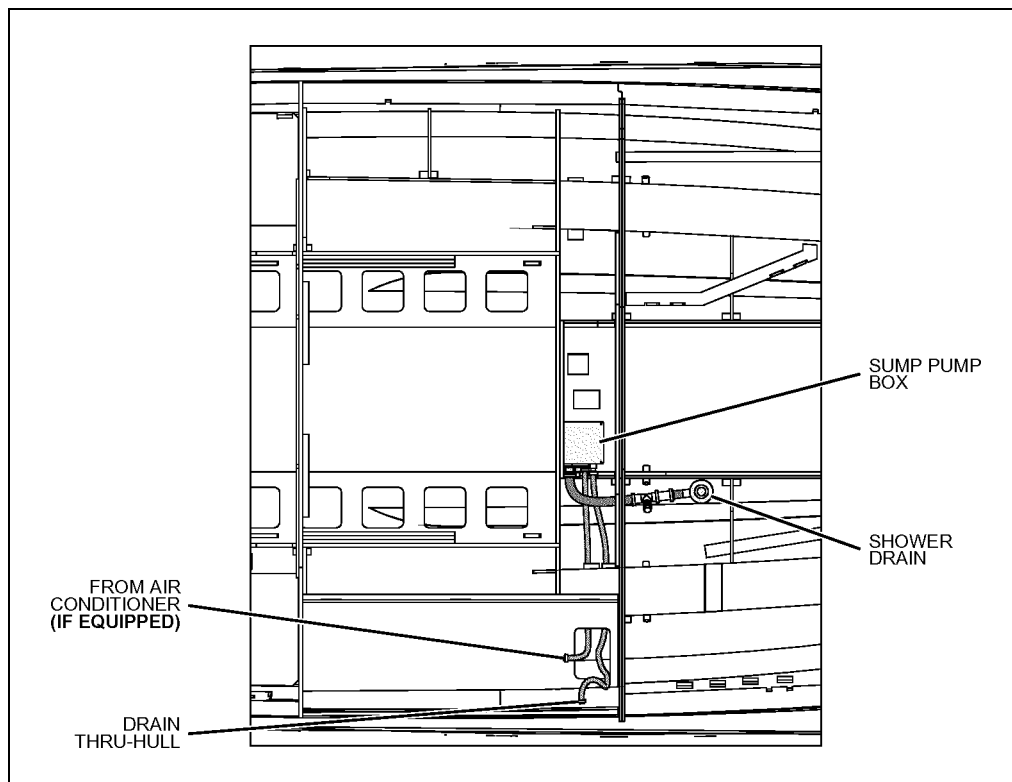 SUMP PUMP
BOX
SHOWER
DRAIN
FROM AIR
CONDITIONER
(IF EQUIPPED)
DRAIN
THRU-HULL